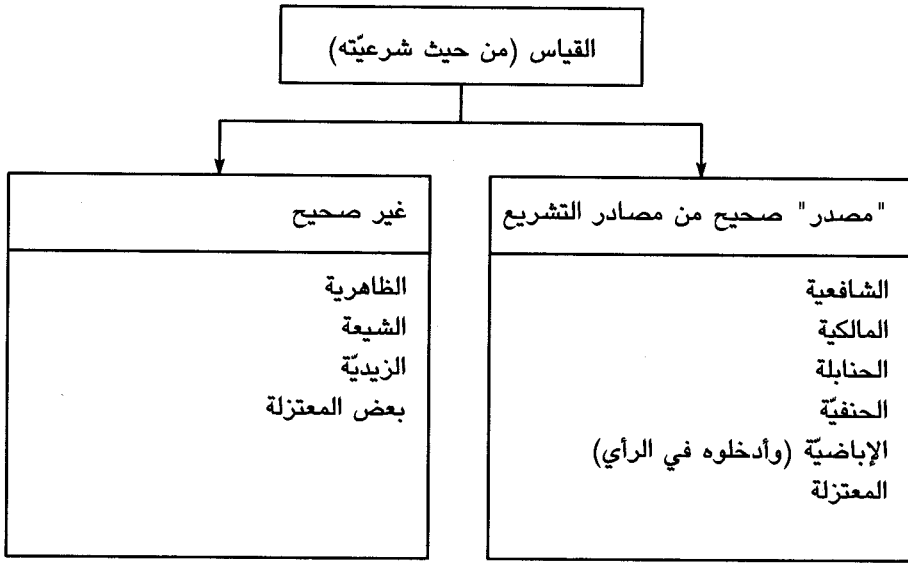 القياس (من حيث شرعيّته)
"مصدر" صحيح من مصادر التشريع
الشافعية
المالكية
الحنابلة
الحنفيّة
الإباضيّة (وأدخلوه في الرأي)
المعتزلة
غير صحيح
الظاهرية
الشيعة
الزيديّة
بعض المعتزلة